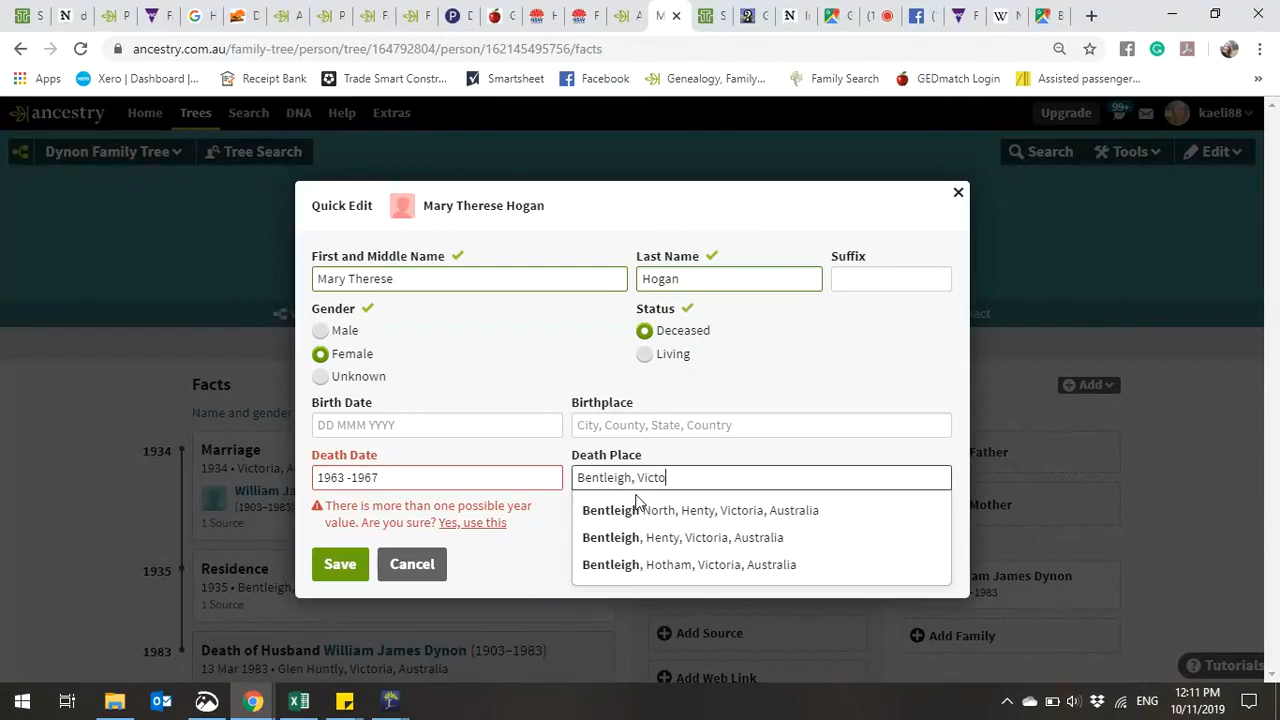 ancestry.com.au/family-tree/person/tree/164792804/person/162145495756/facts
Apps Xero | Dashboard |... Receipt Bank Trade Smart Constr... Smartsheet Facebook Genealogy, Family... Family Search GEDmatch Login Assisted passenger... »
ancestry Home Trees Search DNA Help Extras Upgrade 99+ kaeli88
Dynon Family Tree Tree Search Search Tools Edit
Quick Edit Mary Therese Hogan
First and Middle Name Last Name Suffix
Mary Therese Hogan
Gender Status
Male Deceased
Female Living
Unknown
Birth Date Birthplace
DD MMM YYYY City, County, State, Country
Death Date Death Place
1963 -1967 Bentleigh, Victo
There is more than one possible year
value. Are you sure? Yes, use this
Bentleigh North, Henty, Victoria, Australia
Bentleigh, Henty, Victoria, Australia
Bentleigh, Hotham, Victoria, Australia
Save Cancel
Facts Add
Name and gender
1934 Marriage
1934 • Victoria, A
William Ja
(1903–1983)
1 Source
1935 Residence
1935 • Bentleigh,
1 Source
1983 Death of Husband William James Dynon (1903–1983)
13 Mar 1983 • Glen Huntly, Victoria, Australia
Father
Mother
am James Dynon
-1983
Add Source Add Family
Add Web Link
Tutorials
ENG 12:11 PM
10/11/2019